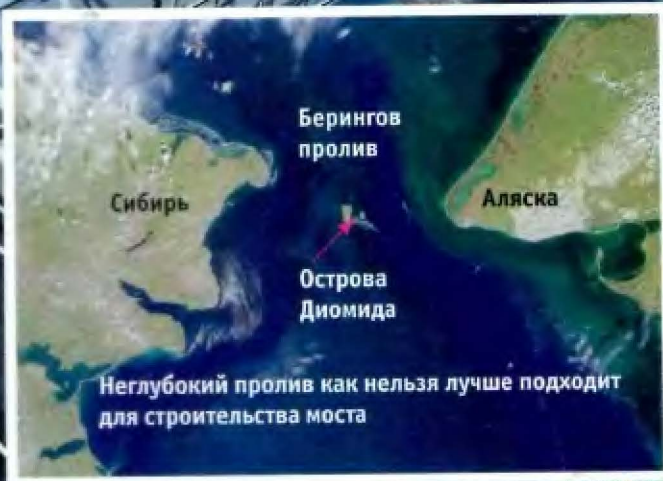 Берингов
пролив
Сибирь
Аляска
Острова
Диомида
Неглубокий пролив как нельзя лучше подходит
для строительства моста